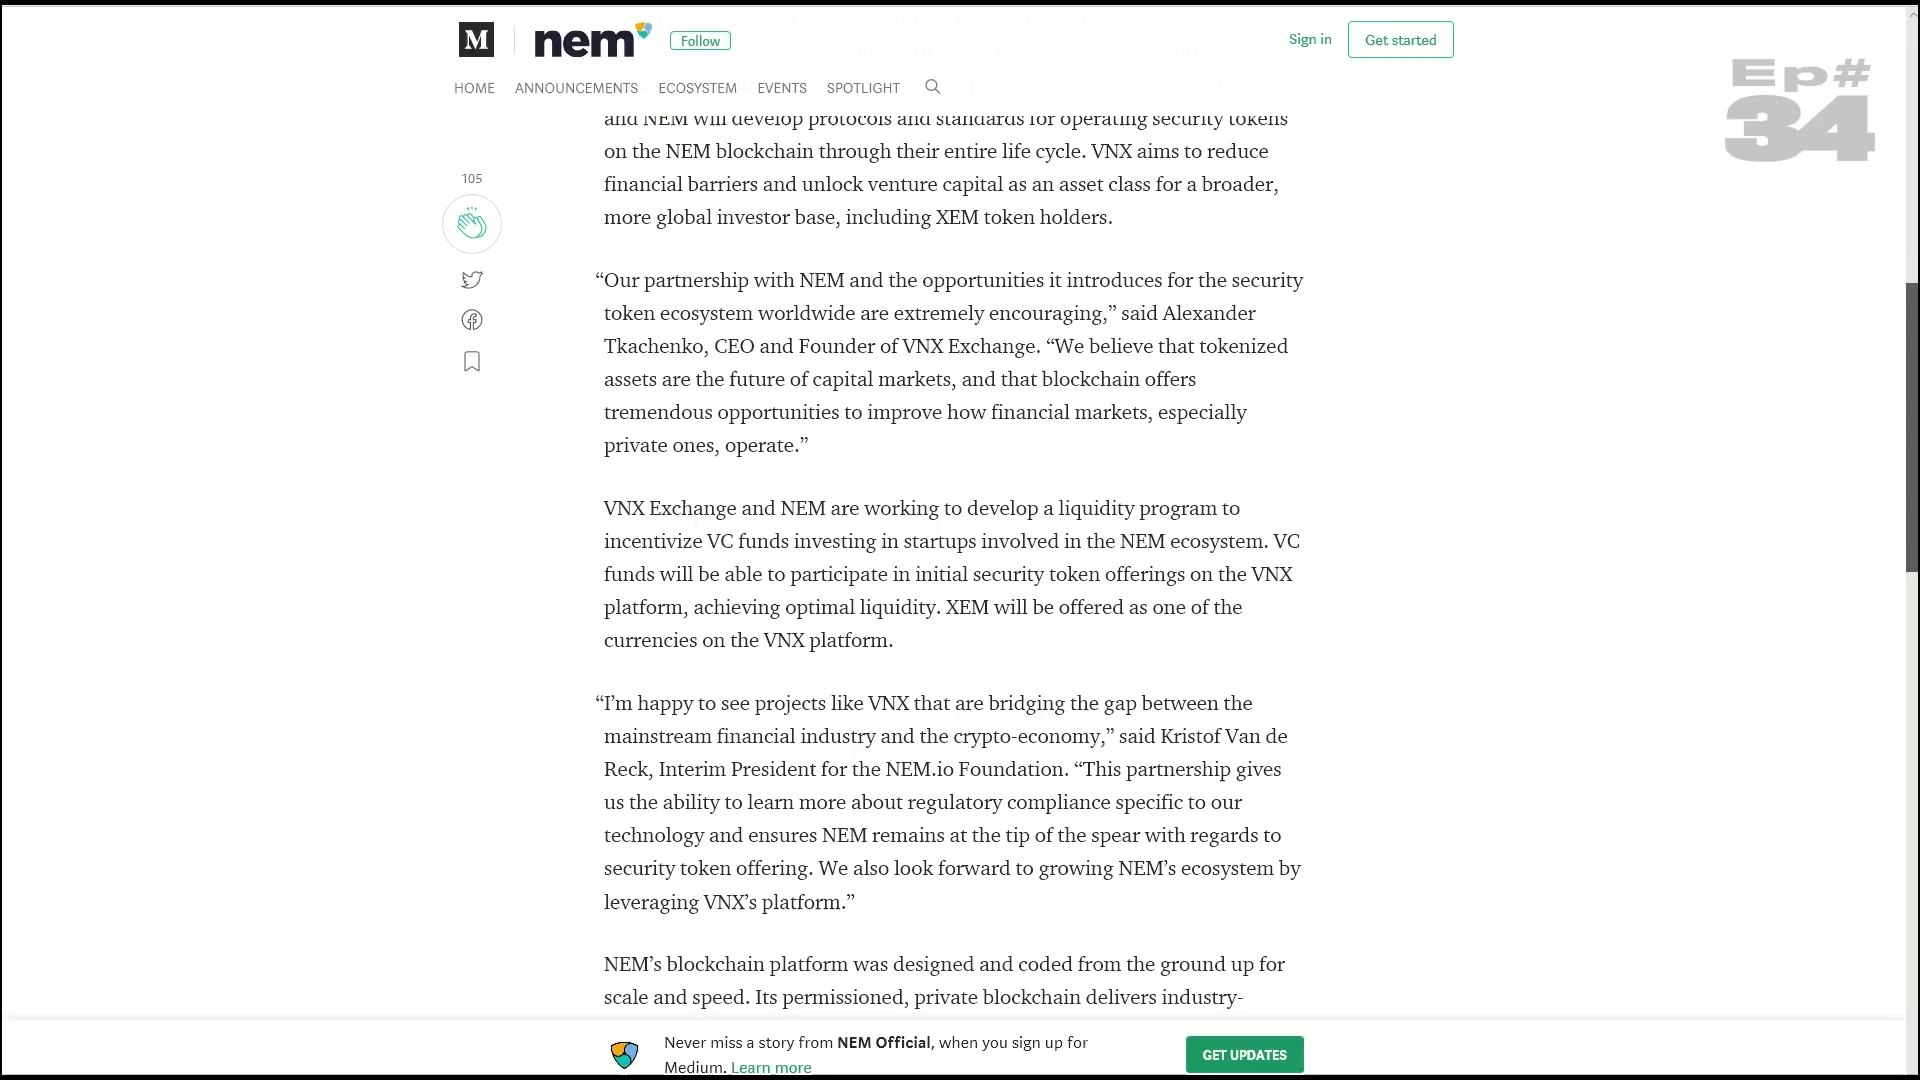 M nem Follow Sign in Get started
HOME ANNOUNCEMENTS ECOSYSTEM EVENTS SPOTLIGHT
Ep#
34
and NEM will develop protocols and standards for operating security tokens
on the NEM blockchain through their entire life cycle. VNX aims to reduce
financial barriers and unlock venture capital as an asset class for a broader,
more global investor base, including XEM token holders.
105
“Our partnership with NEM and the opportunities it introduces for the security
token ecosystem worldwide are extremely encouraging,” said Alexander
Tkachenko, CEO and Founder of VNX Exchange. “We believe that tokenized
assets are the future of capital markets, and that blockchain offers
tremendous opportunities to improve how financial markets, especially
private ones, operate.”
VNX Exchange and NEM are working to develop a liquidity program to
incentivize VC funds investing in startups involved in the NEM ecosystem. VC
funds will be able to participate in initial security token offerings on the VNX
platform, achieving optimal liquidity. XEM will be offered as one of the
currencies on the VNX platform.
“I’m happy to see projects like VNX that are bridging the gap between the
mainstream financial industry and the crypto-economy,” said Kristof Van de
Reck, Interim President for the NEM.io Foundation. “This partnership gives
us the ability to learn more about regulatory compliance specific to our
technology and ensures NEM remains at the tip of the spear with regards to
security token offering. We also look forward to growing NEM’s ecosystem by
leveraging VNX’s platform.”
NEM’s blockchain platform was designed and coded from the ground up for
scale and speed. Its permissioned, private blockchain delivers industry-
Never miss a story from NEM Official, when you sign up for
Medium. Learn more
GET UPDATES